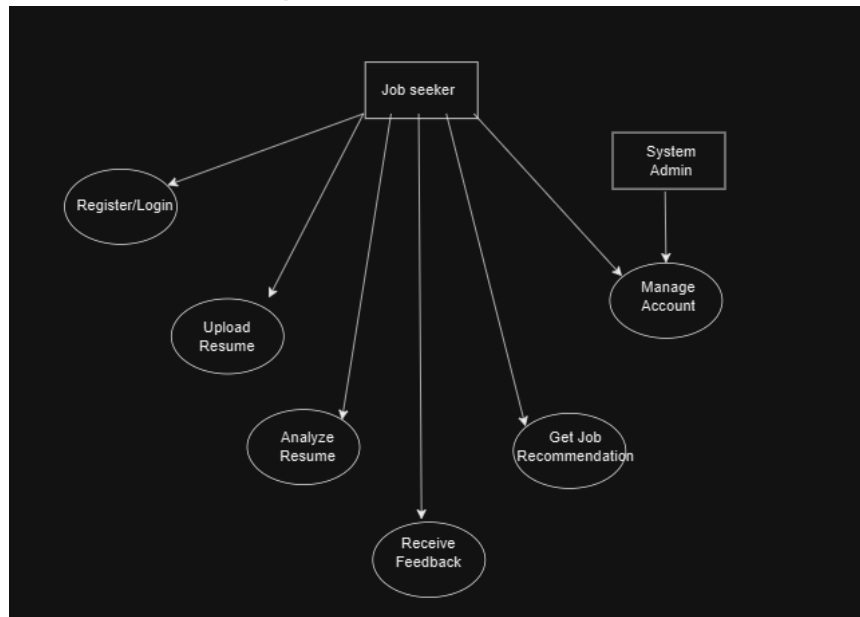 Job seeker
System
Admin
Register/Login
Manage
Account
Upload
Resume
Analyze
Resume
Get Job
Recommendation
Receive
Feedback